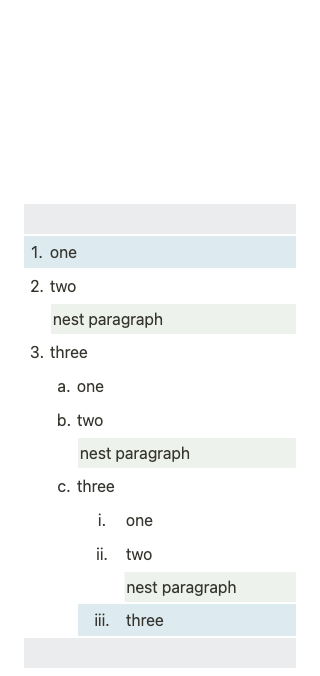 1. one
2. two
nest paragraph
3. three
a. one
b. two
nest paragraph
c. three
i. one
ii. two
nest paragraph
iii. three